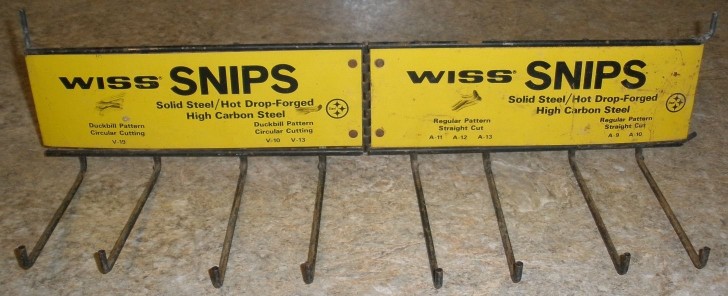 WISS® SNIPS
Solid Steel/Hot Drop-Forged
High Carbon Steel
Duckbill Pattern
Circular Cutting
V-19
Duckbill Pattern
Circular Cutting
V-10 V-13
WISS® SNIPS
Solid Steel/Hot Drop-Forged
High Carbon Steel
Regular Pattern
Straight Cut
A-11 A-12 A-13
Regular Pattern
Straight Cut
A-9 A-10